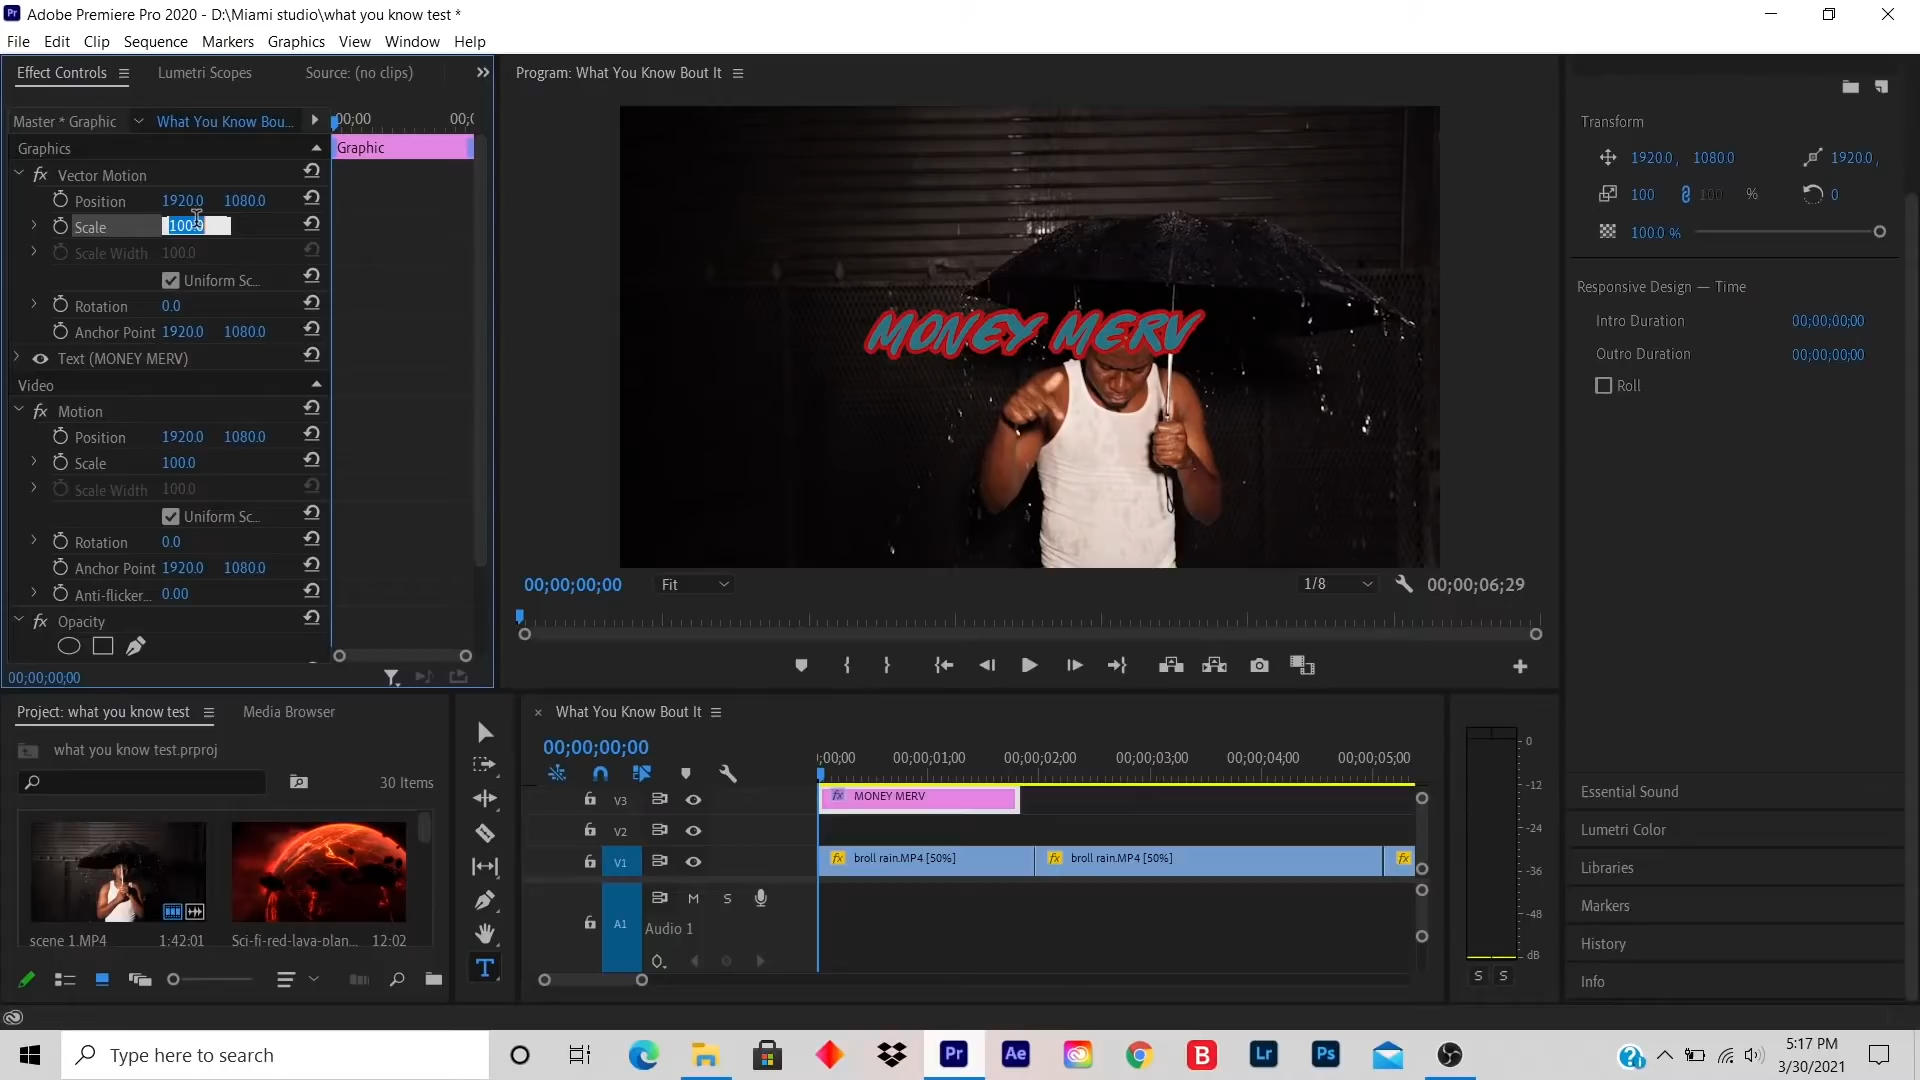 Adobe Premiere Pro 2020 - D:\Miami studio\what you know test *
File Edit Clip Sequence Markers Graphics View Window Help
Effect Controls Lumetri Scopes Source: (no clips)
Program: What You Know Bout It
Master * Graphic What You Know Bou...
Graphics
Graphic
Vector Motion
Position 1920.0 1080.0
Scale 100.0
Scale Width 100.0
Uniform Sc...
Rotation 0.0
Anchor Point 1920.0 1080.0
Text (MONEY MERV)
Video
Motion
Position 1920.0 1080.0
Scale 100.0
Scale Width 100.0
Uniform Sc...
Rotation 0.0
Anchor Point 1920.0 1080.0
Anti-flicker... 0.00
Opacity
00;00;00;00
MONEY MERV
00;00;00;00 Fit 1/8 00;00;06;29
Transform
1920.0 , 1080.0 1920.0 ,
100 100 % 0
100.0 %
Responsive Design — Time
Intro Duration 00;00;00;00
Outro Duration 00;00;00;00
Roll
Essential Sound
Lumetri Color
Libraries
Markers
History
Info
Project: what you know test Media Browser
what you know test.prproj
30 Items
scene 1.MP4 1:42:01
Sci-fi-red-lava-plan... 12:02
What You Know Bout It
00;00;00;00
;00;00 00;00;01;00 00;00;02;00 00;00;03;00 00;00;04;00 00;00;05;00
V3 MONEY MERV
V2
V1 broll rain.MP4 [50%] broll rain.MP4 [50%]
A1 M S
Audio 1
0
-12
-24
-36
-48
dB
S S
Type here to search
Pr Ae B Lr Ps
5:17 PM
3/30/2021